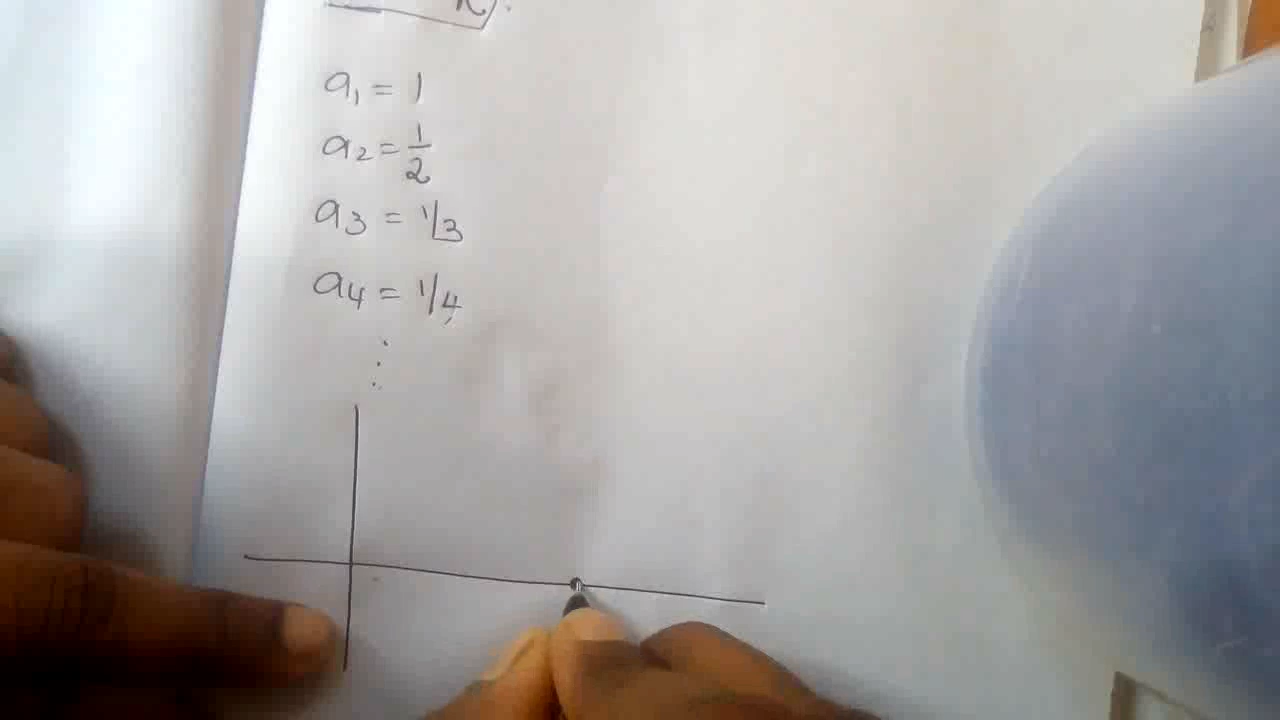 a₁ = 1
a₂ = 1/2
a₃ = 1/3
a₄ = 1/4,
⋮